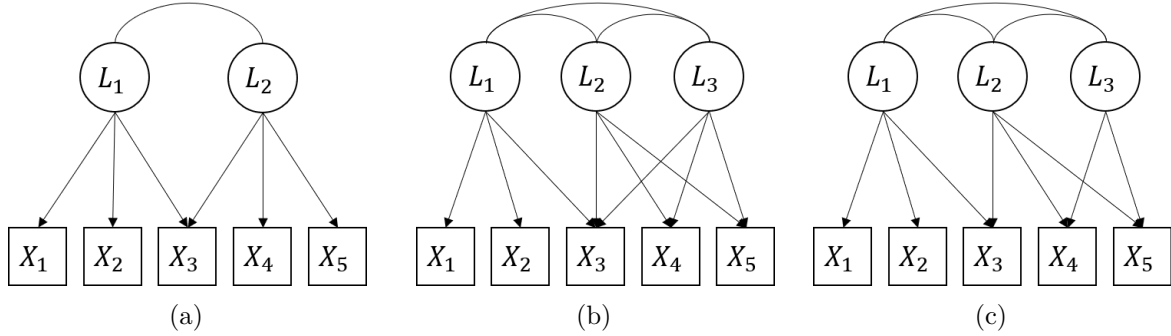 L₁ L₂ L₁ L₂ L₃ L₁ L₂ L₃
X₁ X₂ X₃ X₄ X₅ X₁ X₂ X₃ X₄ X₅ X₁ X₂ X₃ X₄ X₅
(a) (b) (c)